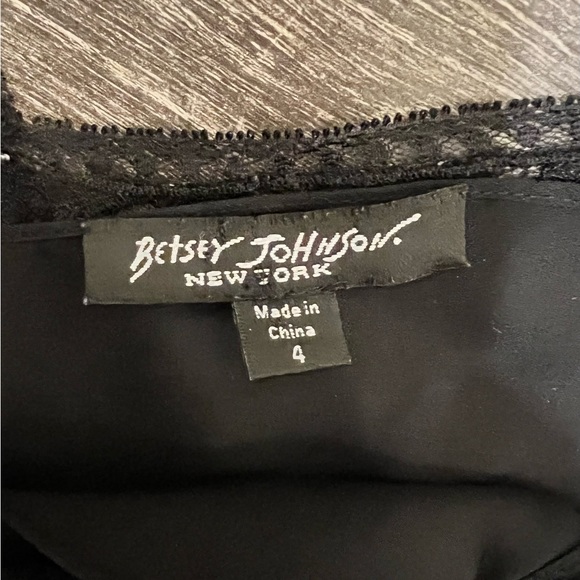 BETSEY JOHNSON.
NEW YORK
Made in
China
4